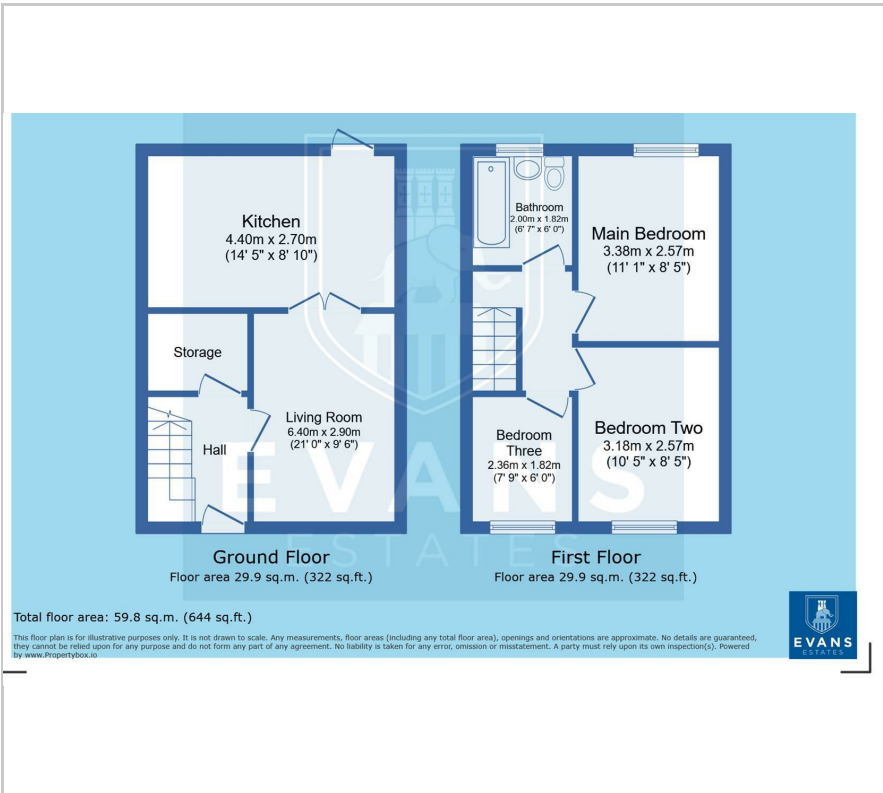 Kitchen
4.40m x 2.70m
(14' 5" x 8' 10")
Storage
Hall
Living Room
6.40m x 2.90m
(21' 0" x 9' 6")
Ground Floor
Floor area 29.9 sq.m. (322 sq.ft.)
Bathroom
2.00m x 1.82m
(6' 7" x 6' 0")
Main Bedroom
3.38m x 2.57m
(11' 1" x 8' 5")
Bedroom
Three
2.36m x 1.82m
(7' 9" x 6' 0")
Bedroom Two
3.18m x 2.57m
(10' 5" x 8' 5")
First Floor
Floor area 29.9 sq.m. (322 sq.ft.)
EVANS
ESTATES
Total floor area: 59.8 sq.m. (644 sq.ft.)
This floor plan is for illustrative purposes only. It is not drawn to scale. Any measurements, floor areas (including any total floor area), openings and orientations are approximate. No details are guaranteed,
they cannot be relied upon for any purpose and do not form any part of any agreement. No liability is taken for any error, omission or misstatement. A party must rely upon its own inspection(s). Powered
by www.Propertybox.io
EVANS
ESTATES